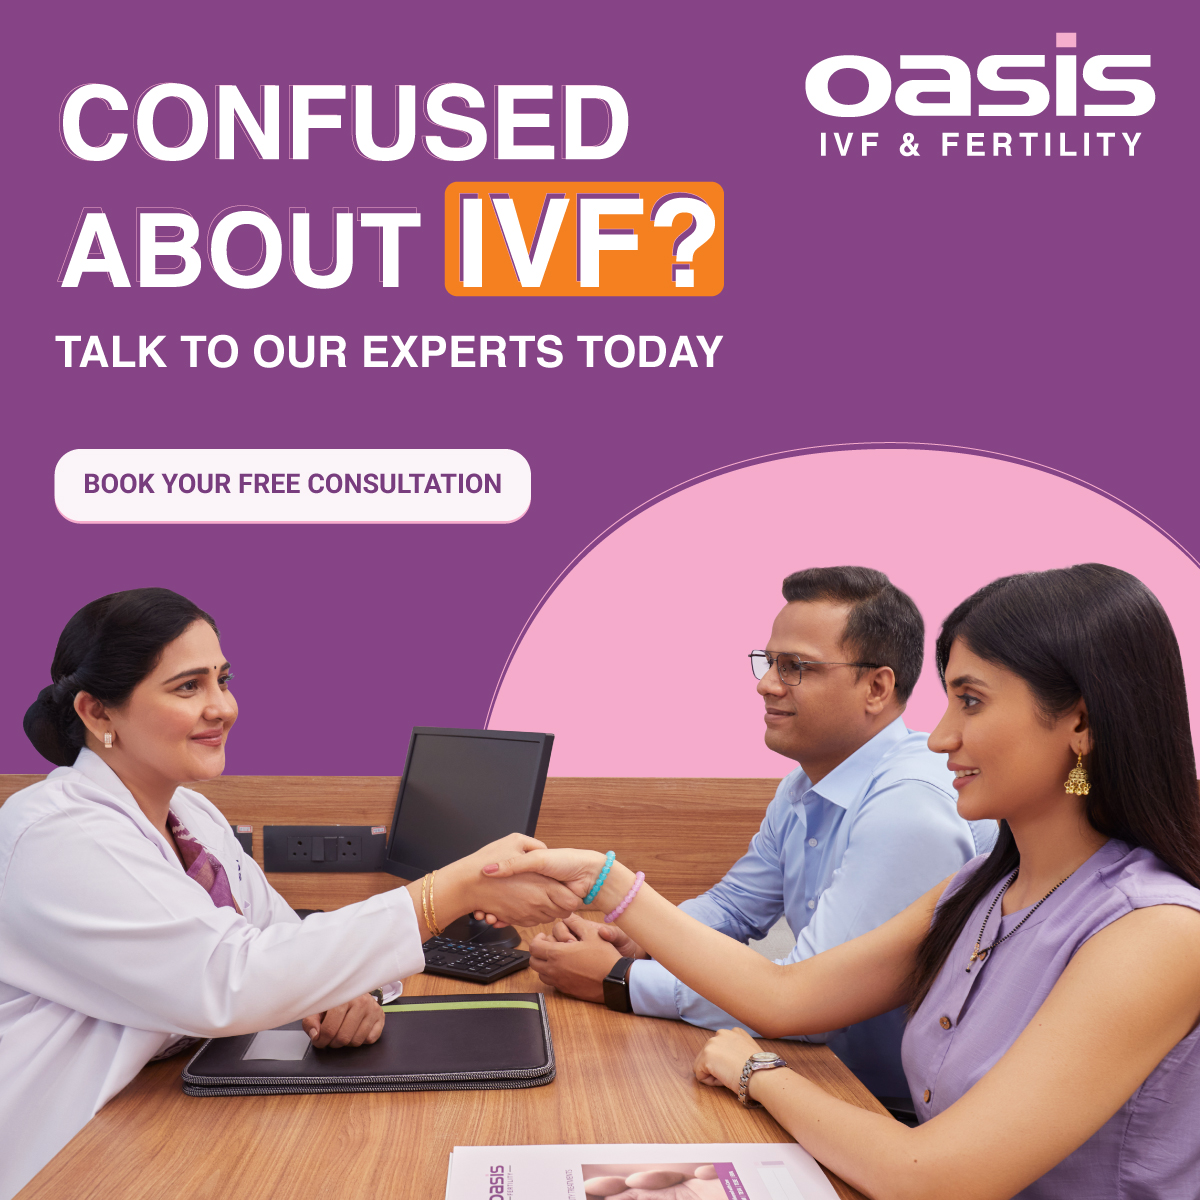 oasis
IVF & FERTILITY
CONFUSED
ABOUT IVF?
TALK TO OUR EXPERTS TODAY
BOOK YOUR FREE CONSULTATION
oasis
FERTILITY